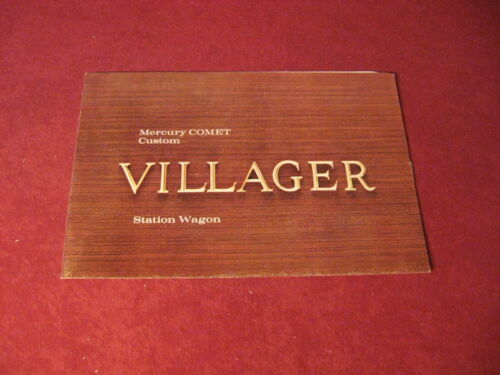 Mercury COMET
Custom
VILLAGER
Station Wagon